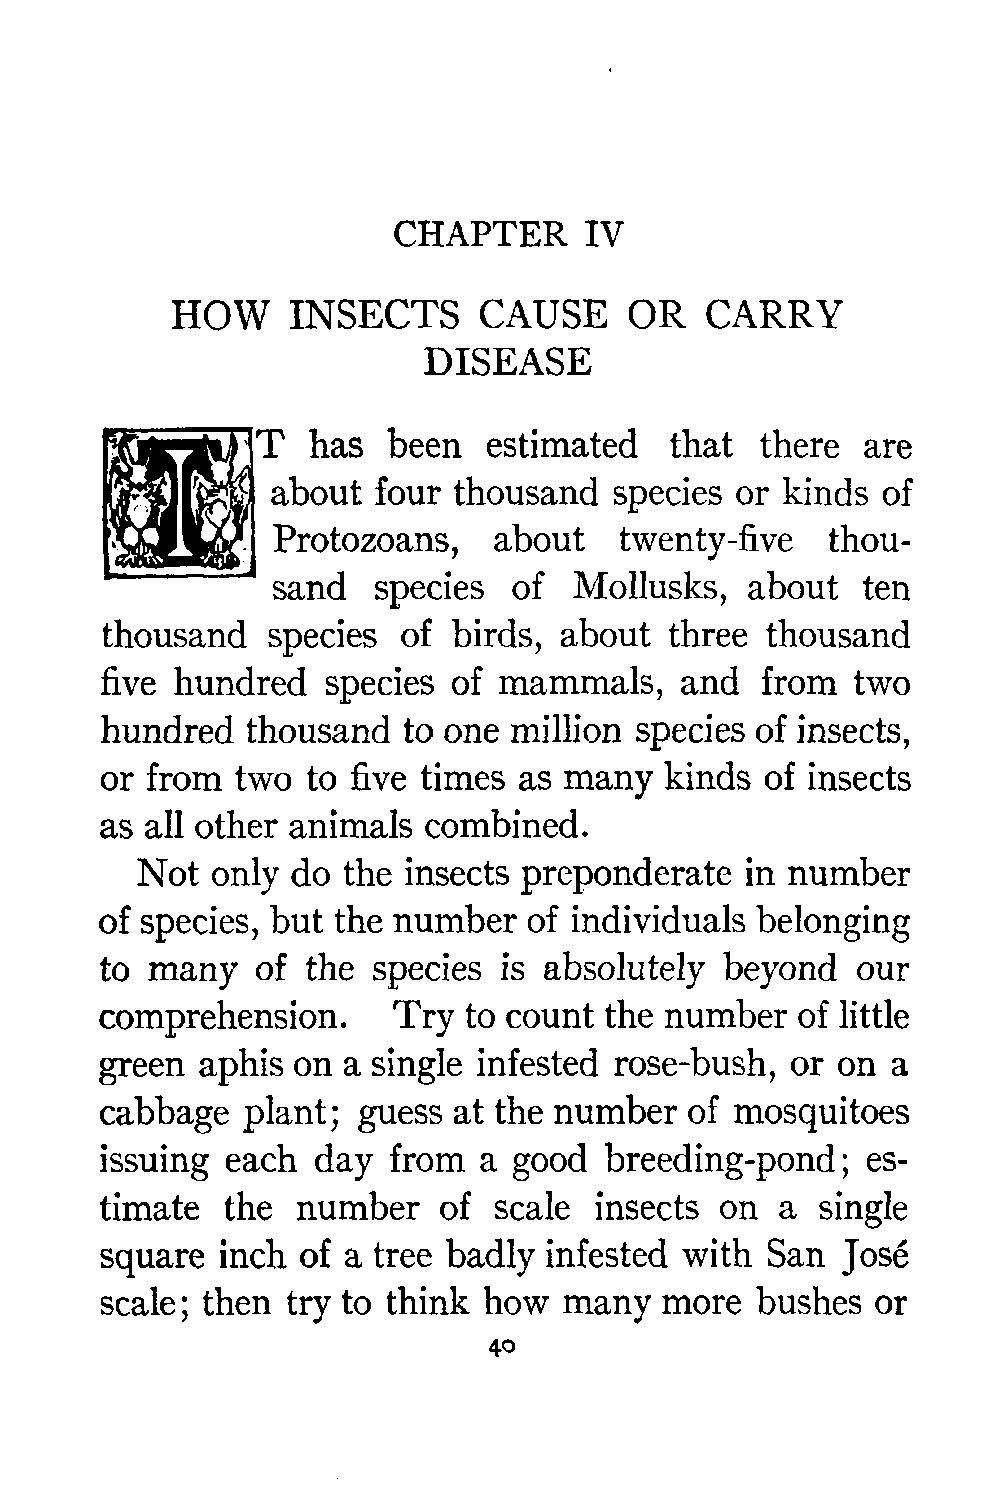 CHAPTER IV
HOW INSECTS CAUSE OR CARRY
DISEASE
IT has been estimated that there are
about four thousand species or kinds of
Protozoans, about twenty-five thou-
sand species of Mollusks, about ten
thousand species of birds, about three thousand
five hundred species of mammals, and from two
hundred thousand to one million species of insects,
or from two to five times as many kinds of insects
as all other animals combined.
Not only do the insects preponderate in number
of species, but the number of individuals belonging
to many of the species is absolutely beyond our
comprehension. Try to count the number of little
green aphis on a single infested rose-bush, or on a
cabbage plant; guess at the number of mosquitoes
issuing each day from a good breeding-pond; es-
timate the number of scale insects on a single
square inch of a tree badly infested with San José
scale; then try to think how many more bushes or
40